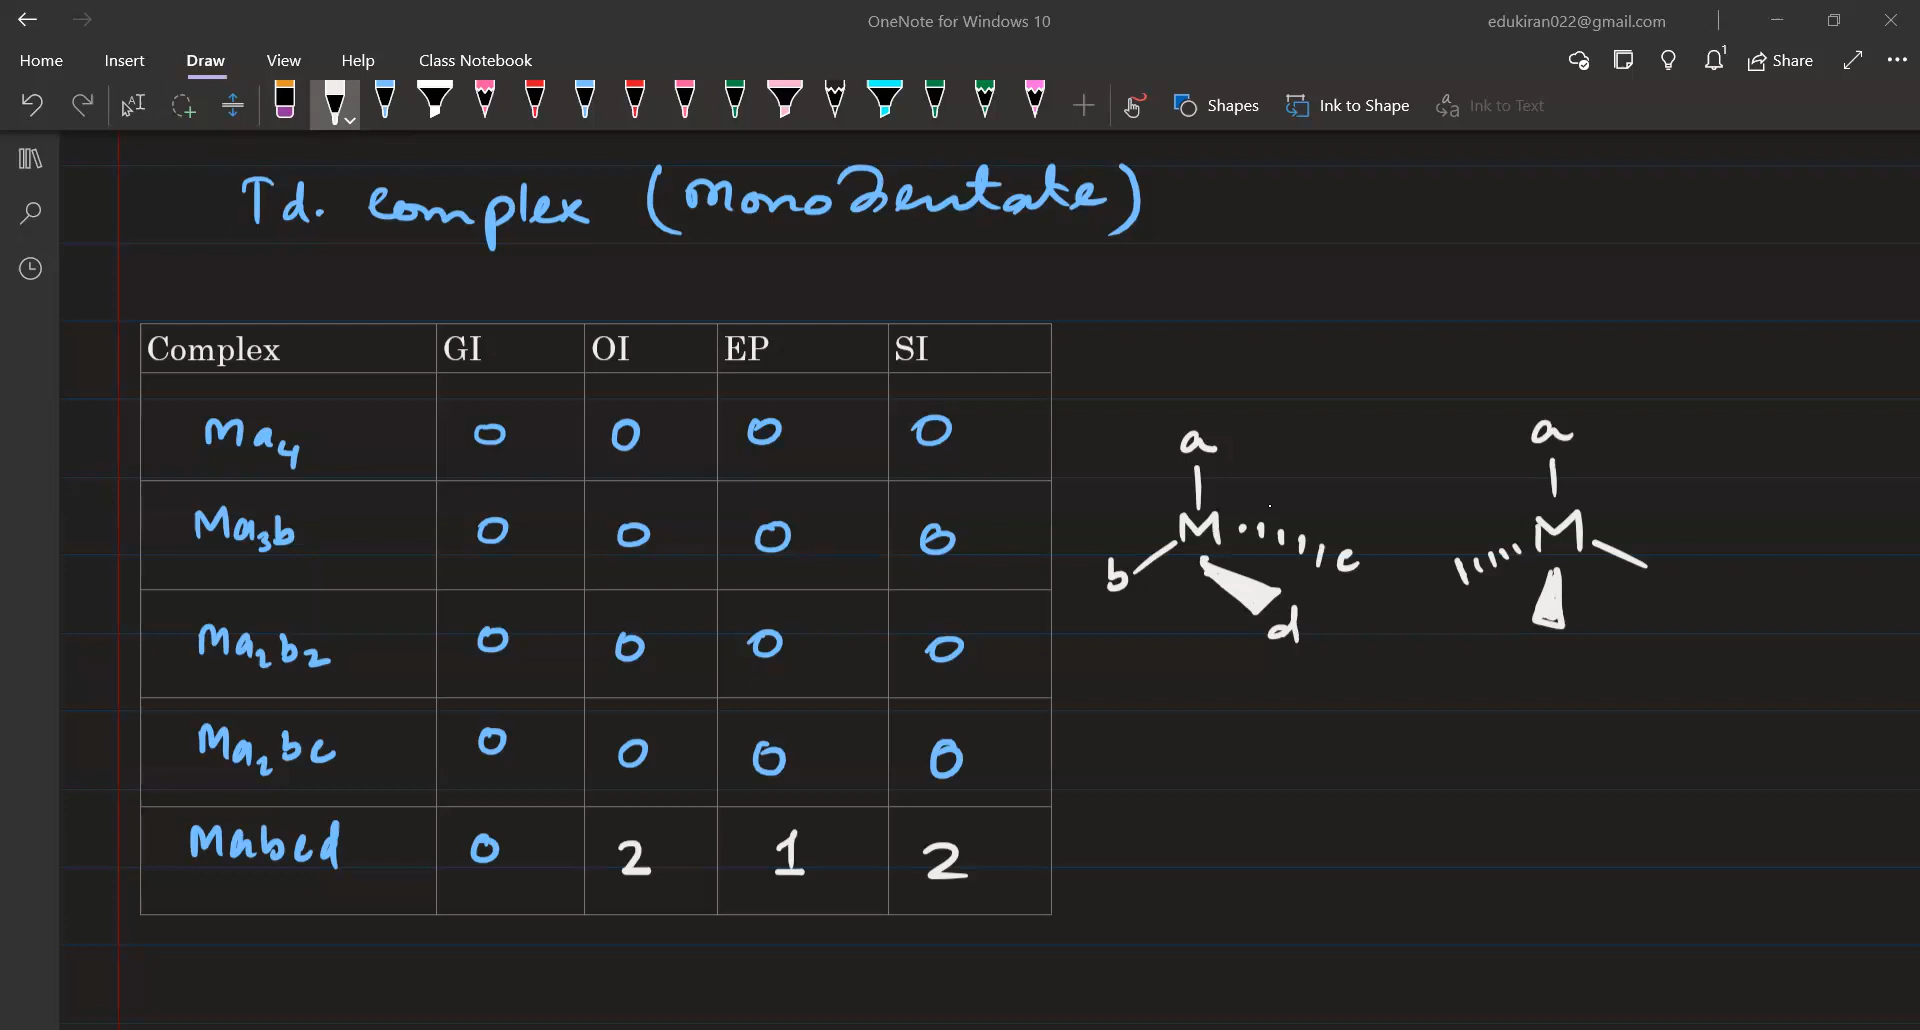 OneNote for Windows 10
edukiran022@gmail.com
Home Insert Draw View Help Class Notebook
1
Share
Shapes Ink to Shape Ink to Text
Td. complex (monodentate)
Complex GI OI EP SI
Ma4 0 0 0 0
Ma3b 0 0 0 0
Ma2b2 0 0 0 0
Ma2bc 0 0 0 0
Mabcd 0 2 1 2
a
M
b
c
d
a
M